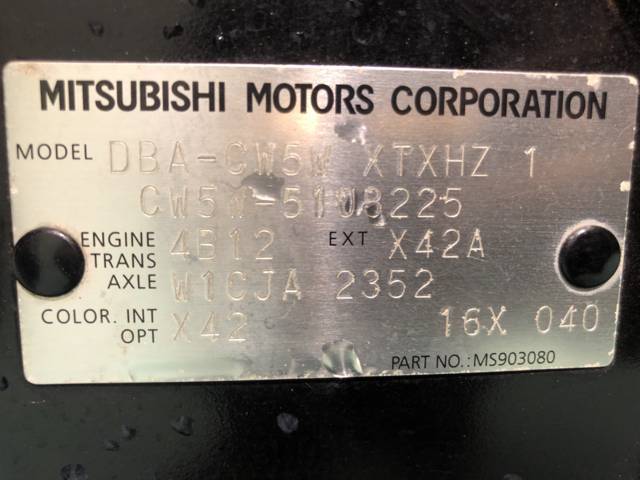 MITSUBISHI MOTORS CORPORATION
MODEL DBA-CW5W XTXHZ 1
CW5W-5108225
ENGINE 4B12 EXT X42A
TRANS
AXLE W1CJA 2352
COLOR. INT X42 16X 040
OPT
PART NO.:MS903080